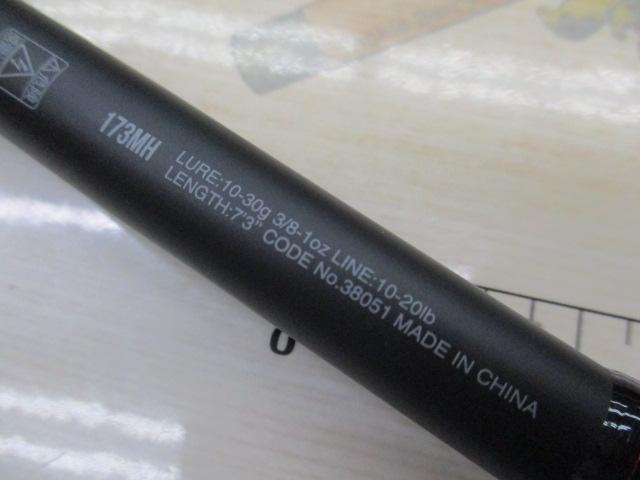 173MH
LURE:10-30g 3/8-1oz LINE:10-20lb
LENGTH:7'3" CODE No.38051 MADE IN CHINA
0